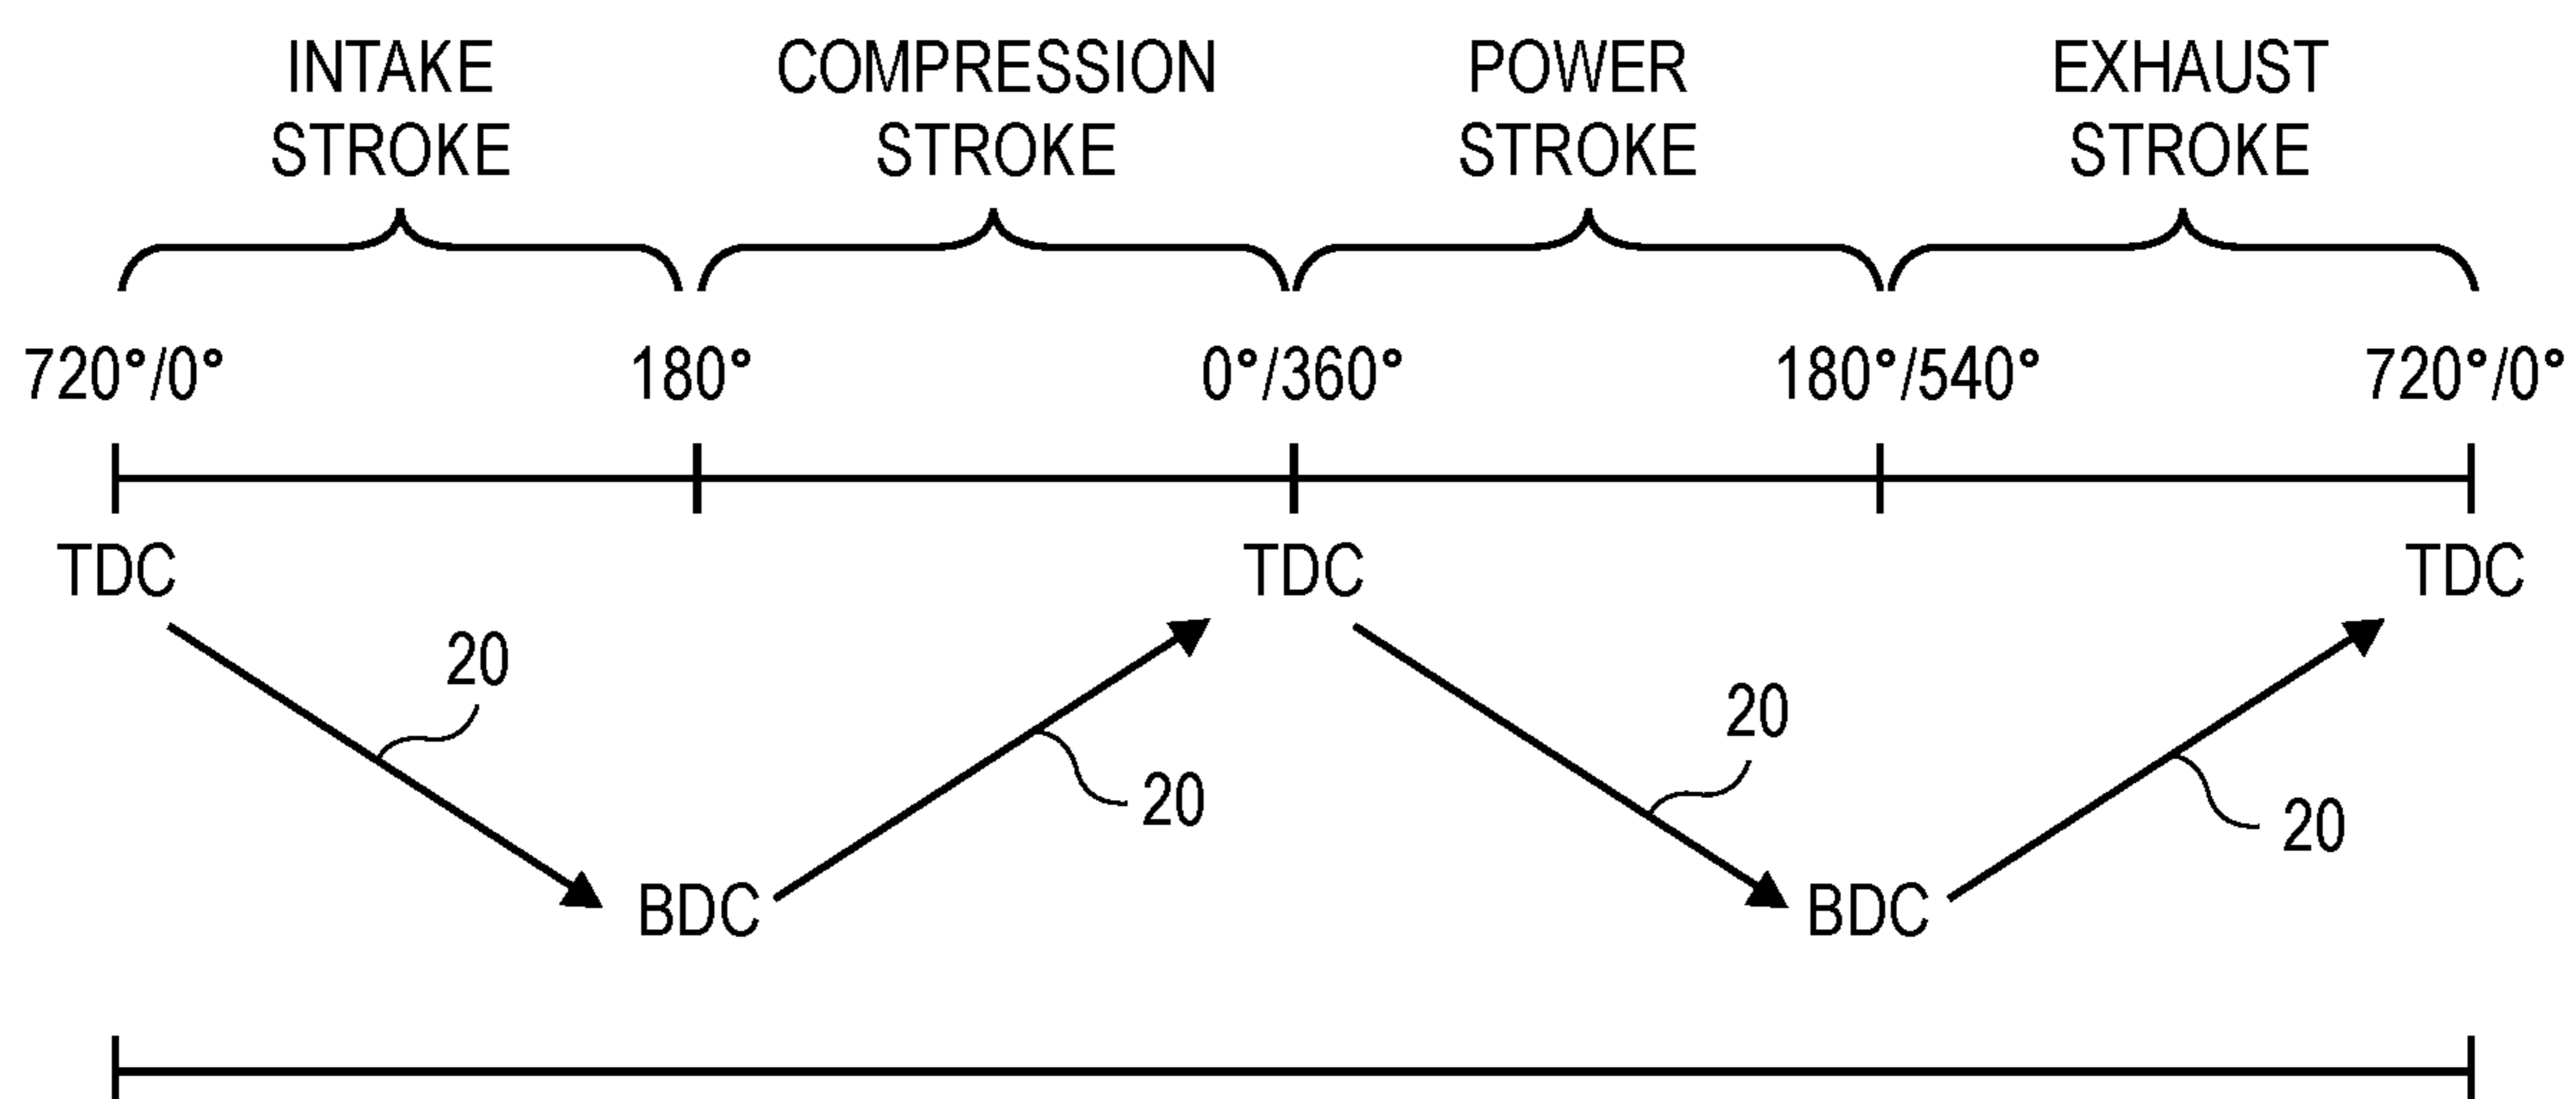 INTAKE STROKE
COMPRESSION STROKE
POWER STROKE
EXHAUST STROKE
720°/0° 180° 0°/360° 180°/540° 720°/0°
TDC TDC TDC
20 20
20 20
BDC BDC